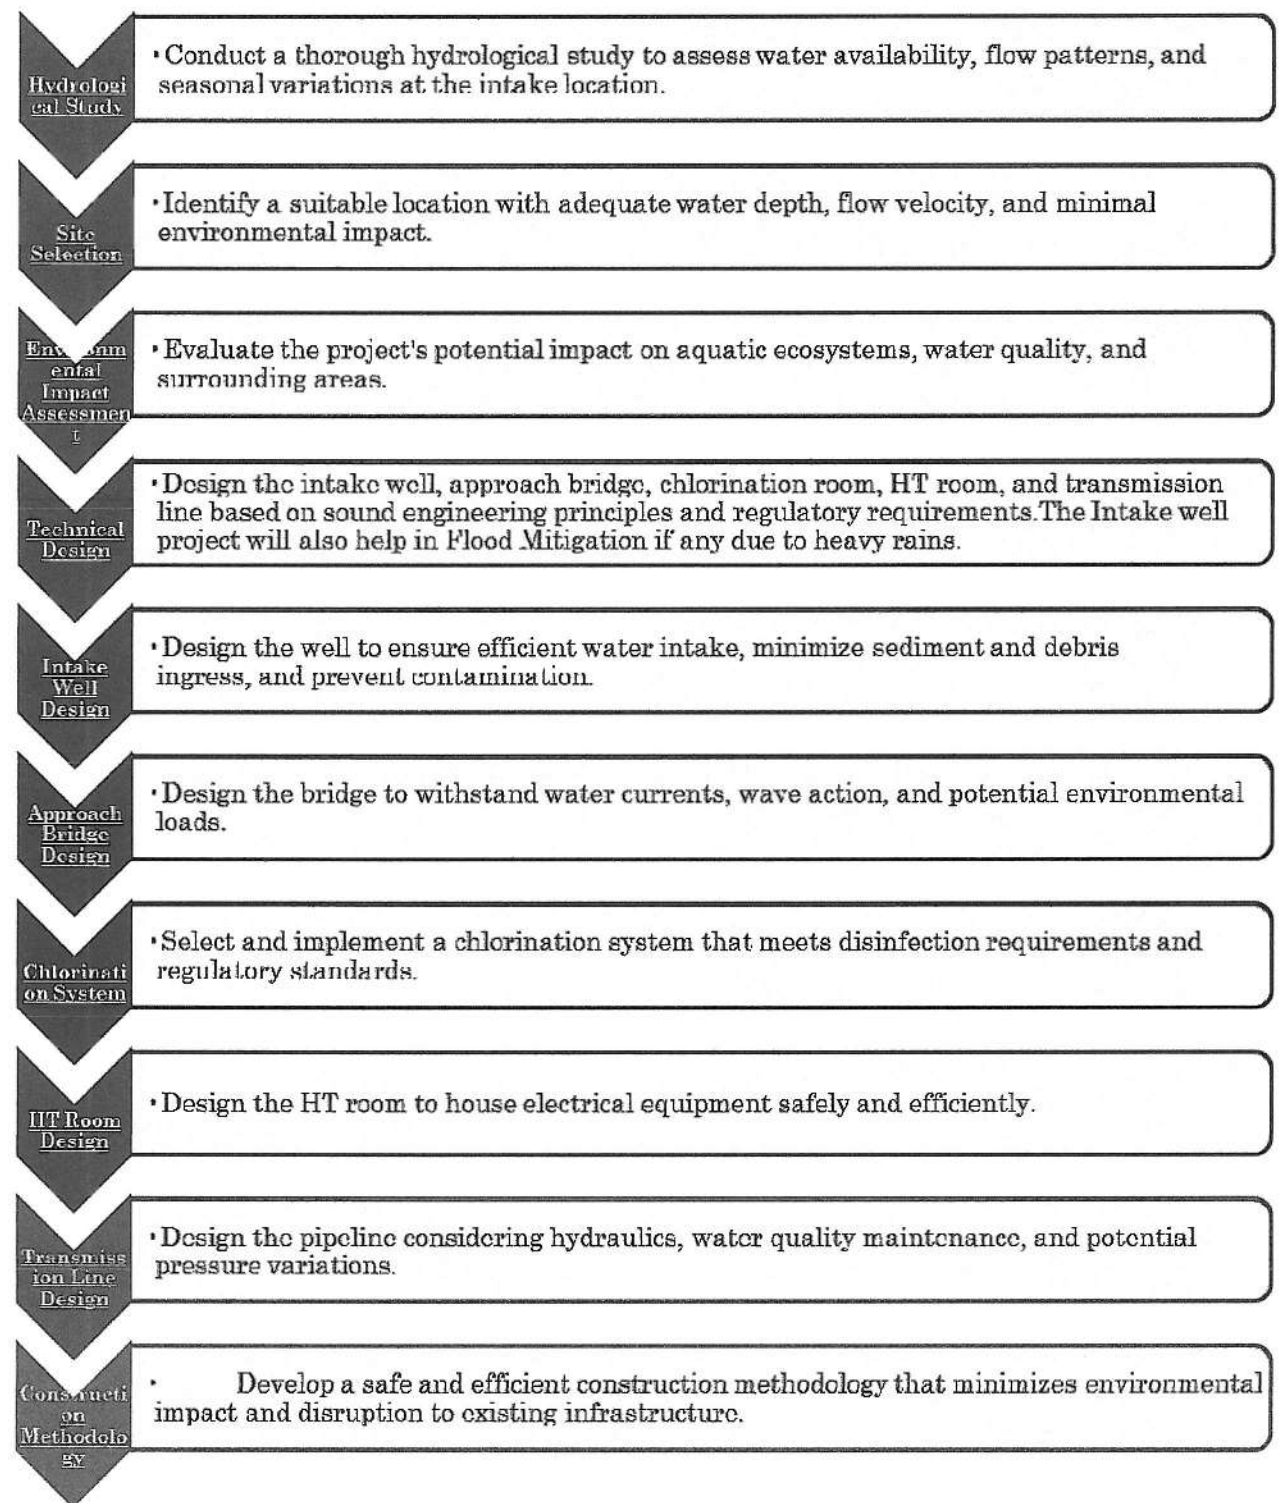 Hydrologi
cal Study
· Conduct a thorough hydrological study to assess water availability, flow patterns, and
seasonal variations at the intake location.
Site
Selection
· Identify a suitable location with adequate water depth, flow velocity, and minimal
environmental impact.
Environm
ental
Impact
Assessmen
t
· Evaluate the project's potential impact on aquatic ecosystems, water quality, and
surrounding areas.
Technical
Design
· Design the intake well, approach bridge, chlorination room, HT room, and transmission
line based on sound engineering principles and regulatory requirements.The Intake well
project will also help in Flood Mitigation if any due to heavy rains.
Intake
Well
Design
· Design the well to ensure efficient water intake, minimize sediment and debris
ingress, and prevent contamination.
Approach
Bridge
Design
· Design the bridge to withstand water currents, wave action, and potential environmental
loads.
Chlorinati
on System
· Select and implement a chlorination system that meets disinfection requirements and
regulatory standards.
HT Room
Design
· Design the HT room to house electrical equipment safely and efficiently.
Transmiss
ion Line
Design
· Design the pipeline considering hydraulics, water quality maintenance, and potential
pressure variations.
Constructi
on
Methodolo
gy
· Develop a safe and efficient construction methodology that minimizes environmental
impact and disruption to existing infrastructure.